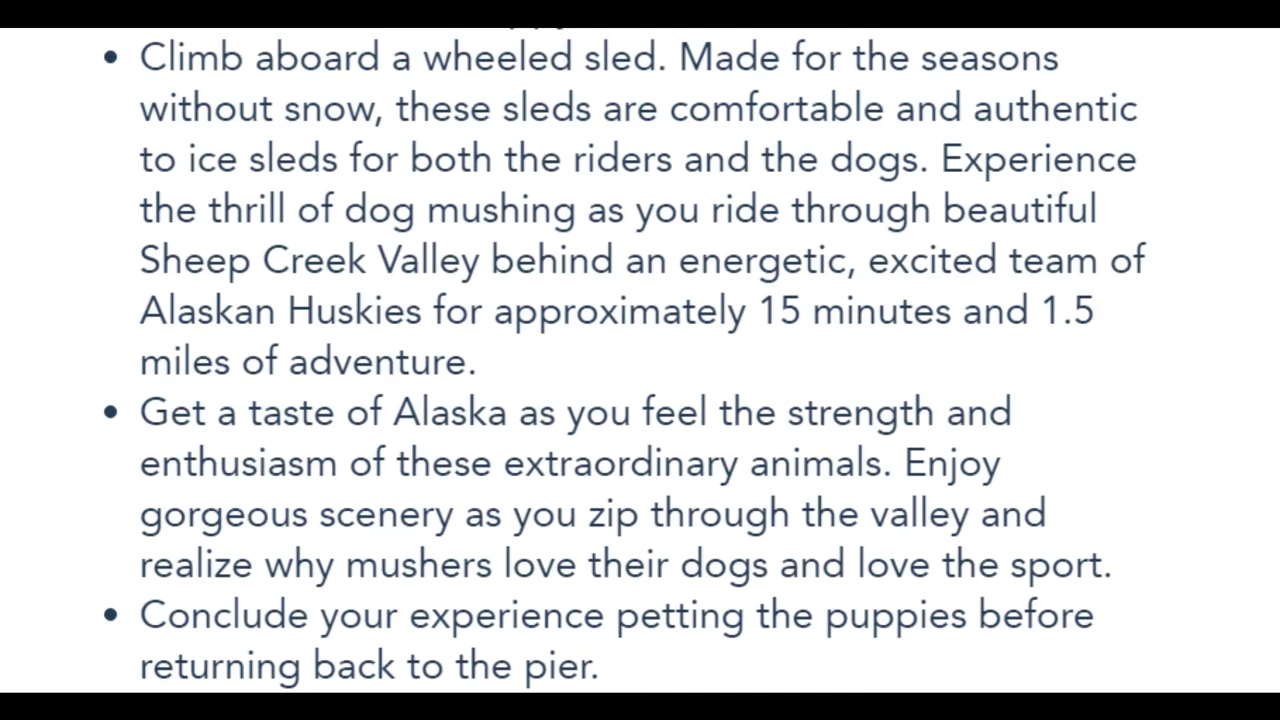 • Climb aboard a wheeled sled. Made for the seasons
without snow, these sleds are comfortable and authentic
to ice sleds for both the riders and the dogs. Experience
the thrill of dog mushing as you ride through beautiful
Sheep Creek Valley behind an energetic, excited team of
Alaskan Huskies for approximately 15 minutes and 1.5
miles of adventure.
• Get a taste of Alaska as you feel the strength and
enthusiasm of these extraordinary animals. Enjoy
gorgeous scenery as you zip through the valley and
realize why mushers love their dogs and love the sport.
• Conclude your experience petting the puppies before
returning back to the pier.